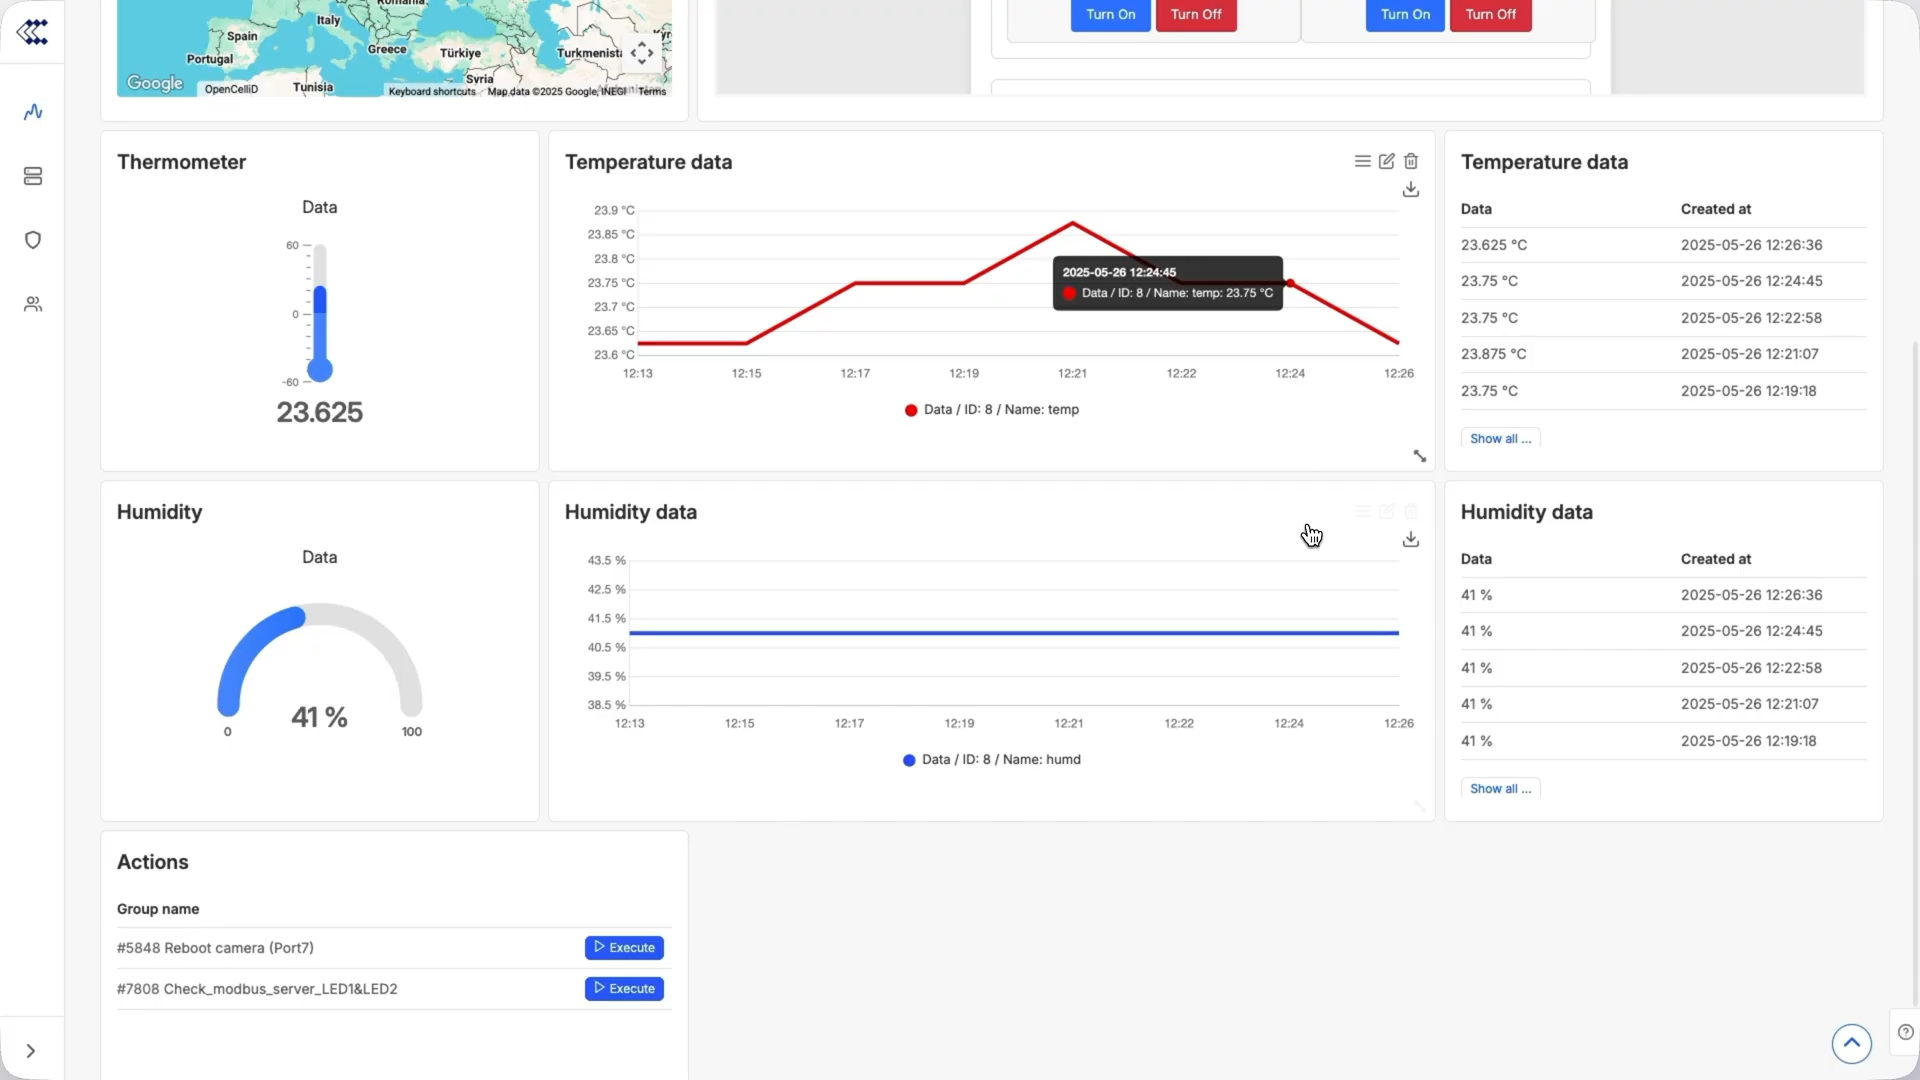 Romania
Italy
Spain
Portugal
Greece
Türkiye
Syria
Tunisia
Google
OpenCelliD
Keyboard shortcuts
Map data ©2025 Google, INEGI
Terms
Turn On
Turn Off
Turn On
Turn Off
Thermometer
Data
60
0
-60
23.625
Temperature data
23.9 °C
23.85 °C
23.8 °C
23.75 °C
23.7 °C
23.65 °C
23.6 °C
2025-05-26 12:24:45
Data / ID: 8 / Name: temp: 23.75 °C
12:13
12:15
12:17
12:19
12:21
12:22
12:24
12:26
Data / ID: 8 / Name: temp
Temperature data
Data Created at
23.625 °C 2025-05-26 12:26:36
23.75 °C 2025-05-26 12:24:45
23.75 °C 2025-05-26 12:22:58
23.875 °C 2025-05-26 12:21:07
23.75 °C 2025-05-26 12:19:18
Show all ...
Humidity
Data
41 %
0
100
Humidity data
43.5 %
42.5 %
41.5 %
40.5 %
39.5 %
38.5 %
12:13
12:15
12:17
12:19
12:21
12:22
12:24
12:26
Data / ID: 8 / Name: humd
Humidity data
Data Created at
41 % 2025-05-26 12:26:36
41 % 2025-05-26 12:24:45
41 % 2025-05-26 12:22:58
41 % 2025-05-26 12:21:07
41 % 2025-05-26 12:19:18
Show all ...
Actions
Group name
#5848 Reboot camera (Port7)
Execute
#7808 Check_modbus_server_LED1&LED2
Execute